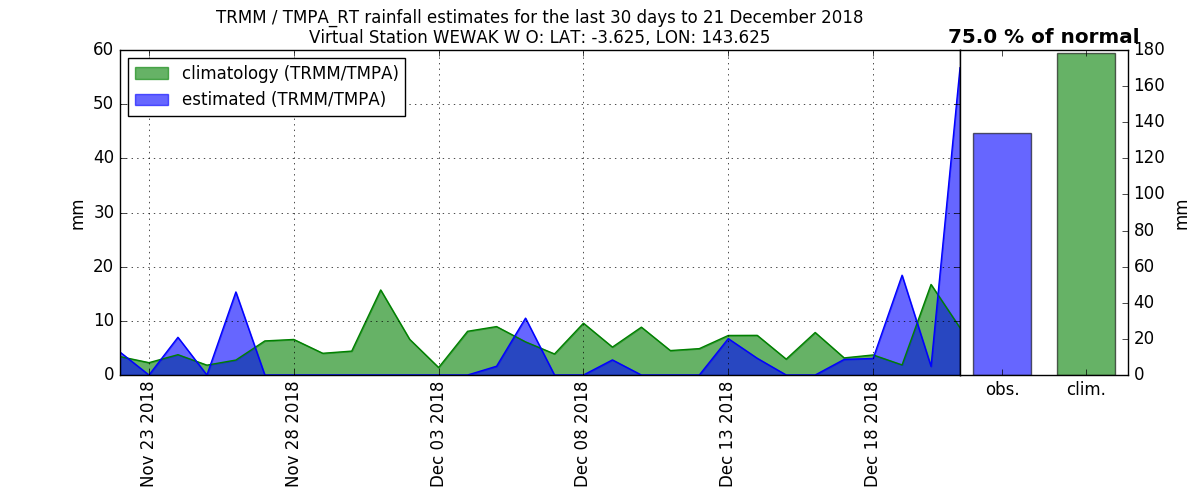 TRMM / TMPA_RT rainfall estimates for the last 30 days to 21 December 2018
Virtual Station WEWAK W O: LAT: -3.625, LON: 143.625
75.0 % of normal
climatology (TRMM/TMPA)
estimated (TRMM/TMPA)
60
50
40
30
20
10
0
mm
180
160
140
120
100
80
60
40
20
0
mm
Nov 23 2018
Nov 28 2018
Dec 03 2018
Dec 08 2018
Dec 13 2018
Dec 18 2018
obs.
clim.